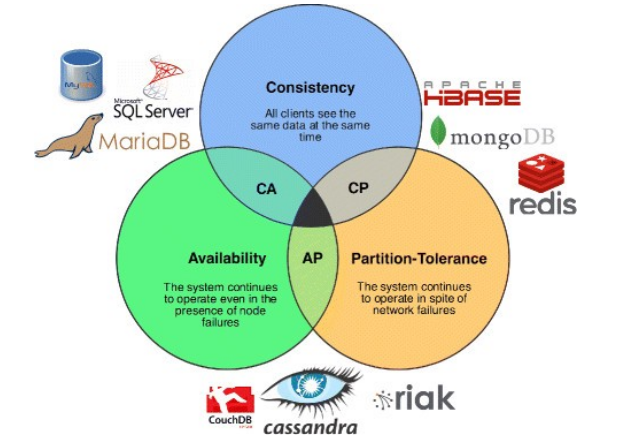 Consistency
All clients see the
same data at the same
time
MySQL
Microsoft
SQL Server
MariaDB
APACHE
HBASE
mongoDB
redis
CA
CP
AP
Availability
The system continues
to operate even in the
presence of node
failures
Partition-Tolerance
The system continues
to operate in spite of
network failures
CouchDB
cassandra
riak